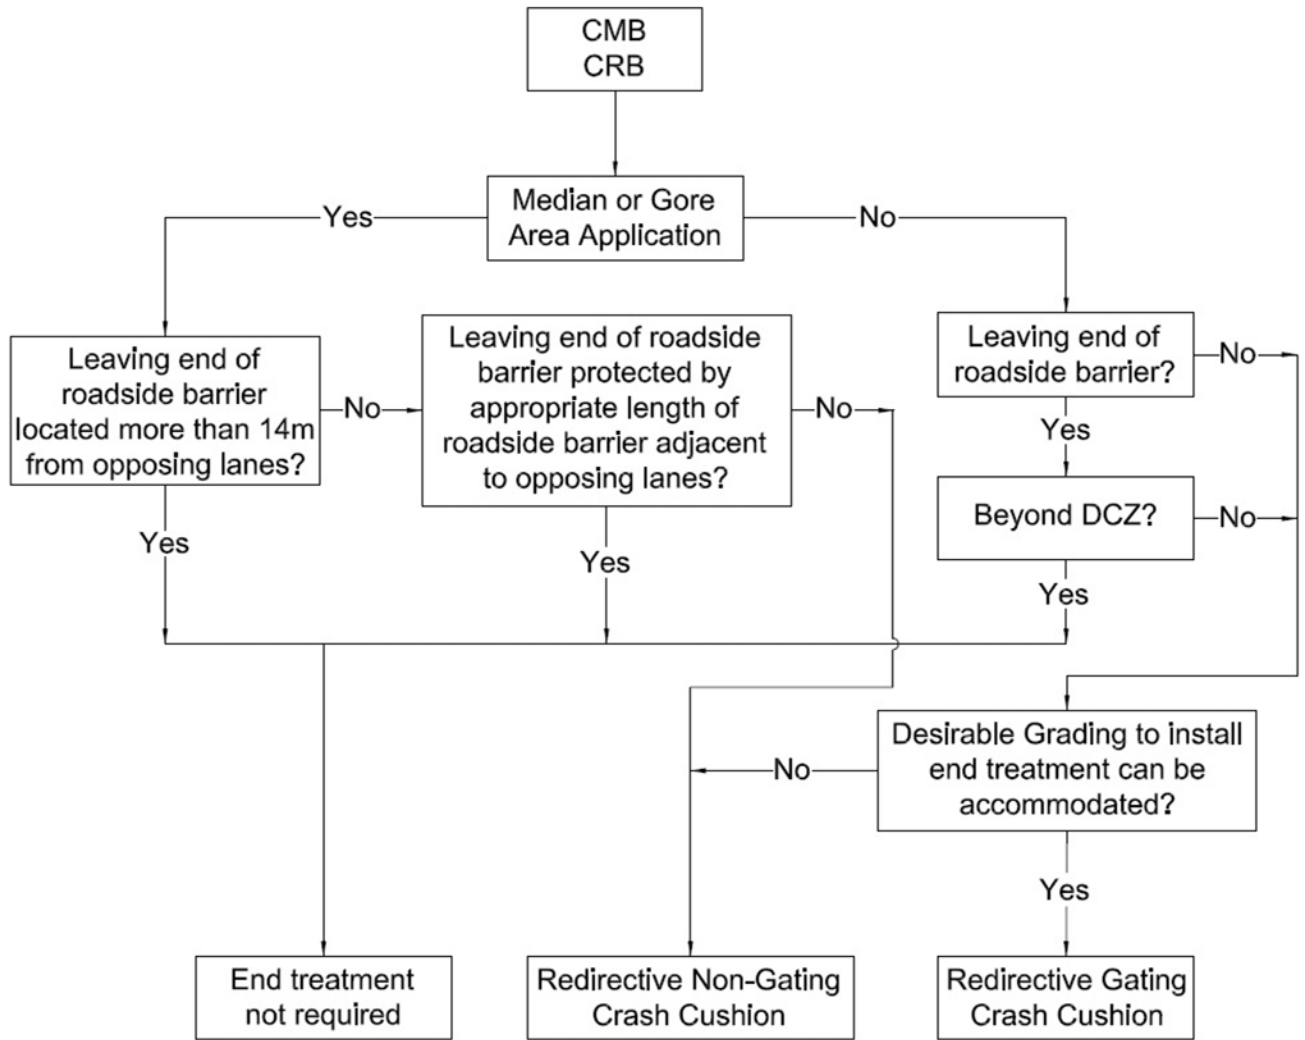 CMB
CRB
Median or Gore
Area Application
Yes
No
Leaving end of
roadside barrier
located more than 14m
from opposing lanes?
No
Leaving end of roadside
barrier protected by
appropriate length of
roadside barrier adjacent
to opposing lanes?
No
Leaving end of
roadside barrier?
No
Yes
Beyond DCZ?
No
Yes
Yes
Yes
Desirable Grading to install
end treatment can be
accommodated?
No
Yes
End treatment
not required
Redirective Non-Gating
Crash Cushion
Redirective Gating
Crash Cushion